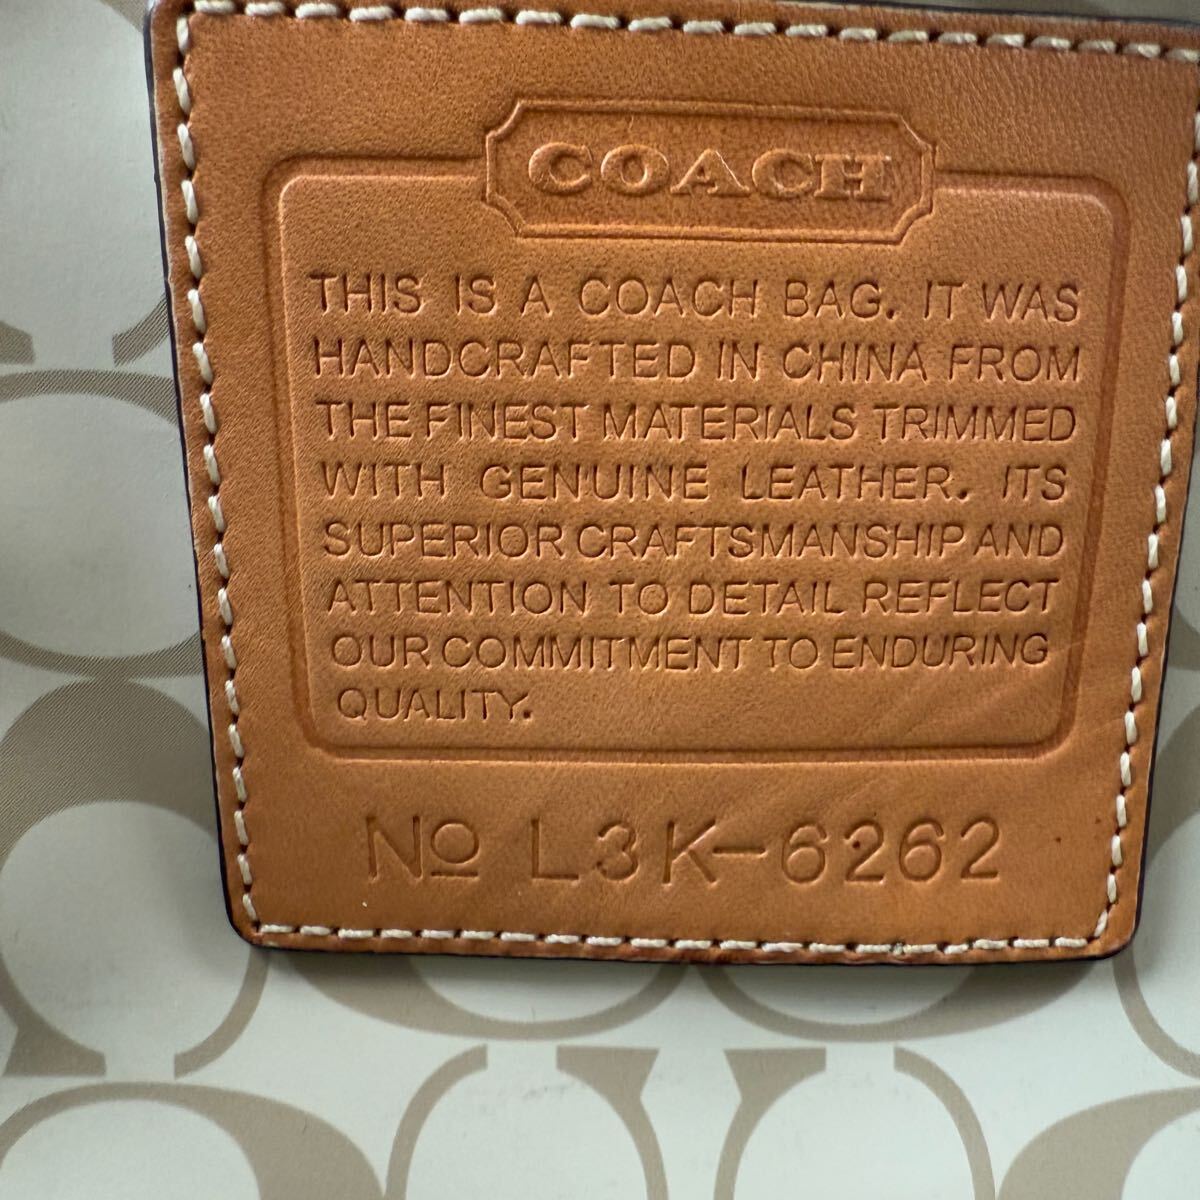 COACH
THIS IS A COACH BAG. IT WAS
HANDCRAFTED IN CHINA FROM
THE FINEST MATERIALS TRIMMED
WITH GENUINE LEATHER. ITS
SUPERIOR CRAFTSMANSHIP AND
ATTENTION TO DETAIL REFLECT
OUR COMMITMENT TO ENDURING
QUALITY.
Nº L3K-6262